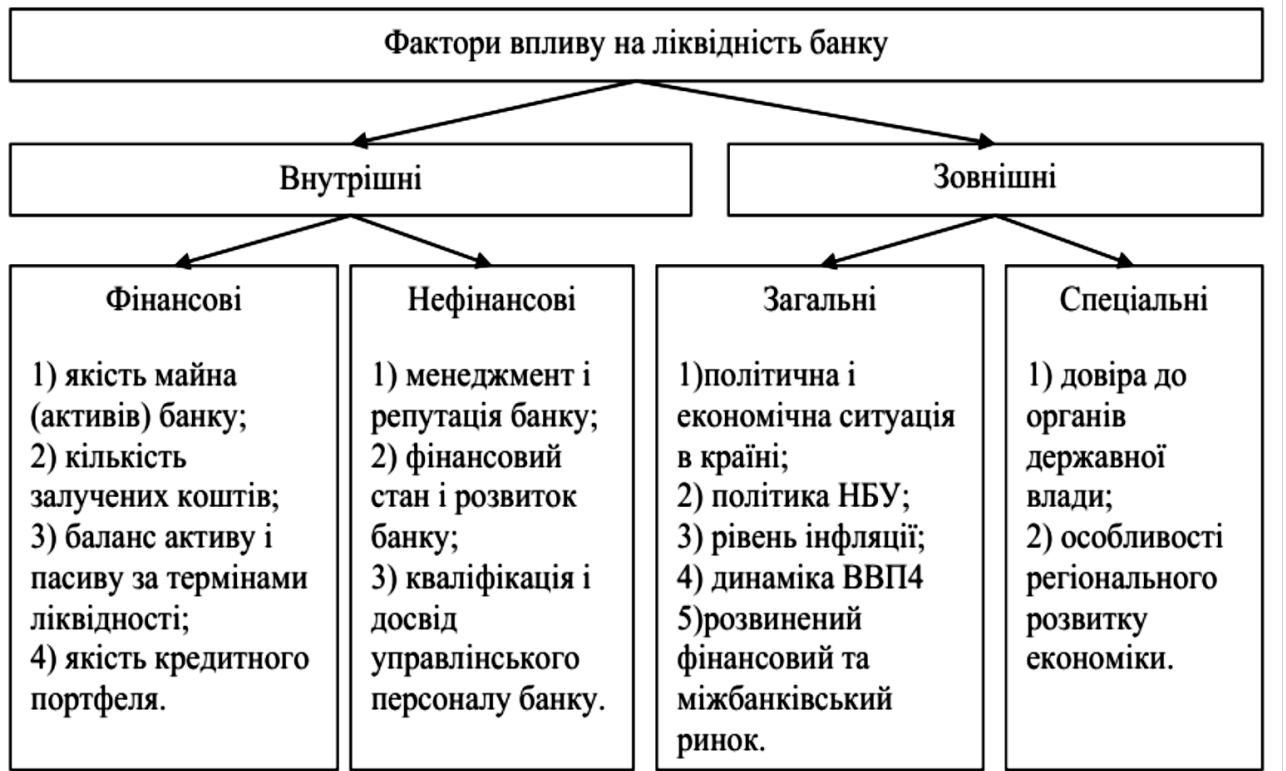 Фактори впливу на ліквідність банку
Внутрішні
Зовнішні
Фінансові
1) якість майна
(активів) банку;
2) кількість
залучених коштів;
3) баланс активу і
пасиву за термінами
ліквідності;
4) якість кредитного
портфеля.
Нефінансові
1) менеджмент і
репутація банку;
2) фінансовий
стан і розвиток
банку;
3) кваліфікація і
досвід
управлінського
персоналу банку.
Загальні
1)політична і
економічна ситуація
в країні;
2) політика НБУ;
3) рівень інфляції;
4) динаміка ВВП4
5)розвинений
фінансовий та
міжбанківський
ринок.
Спеціальні
1) довіра до
органів
державної
влади;
2) особливості
регіонального
розвитку
економіки.